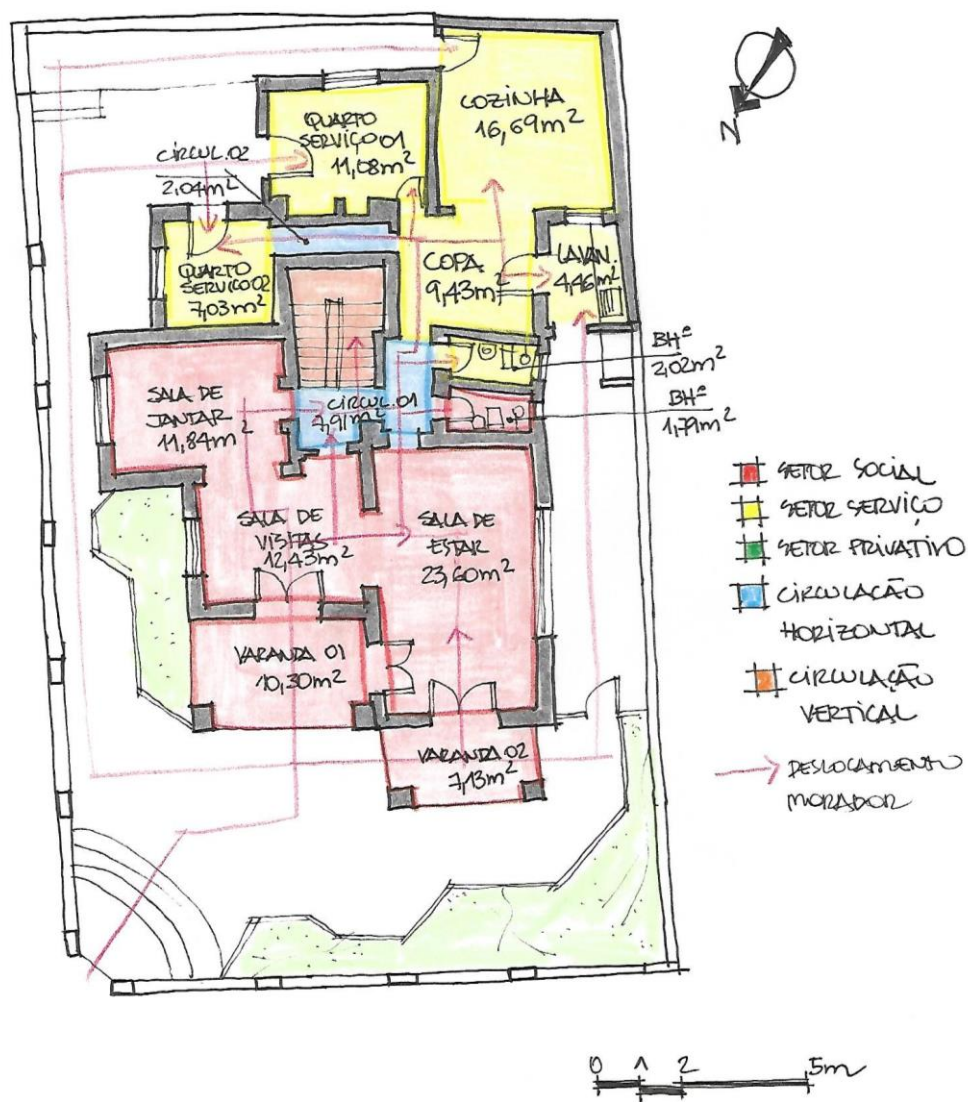 COZINHA
16,69m²
QUARTO
SERVIÇO 01
11,08m²
CÍRCUL.02
2,04m²
N
QUARTO
SERVIÇO 02
7,03m²
COPA
9,43m²
LAVAN.
4,46m²
BHº
2,02m²
BHº
1,79m²
SALA DE
JANTAR
11,84m²
CÍRCUL.01
7,91m²
SALA DE
VISITAS
12,43m²
SALA DE
ESTAR
23,60m²
VARANDA 01
10,30m²
VARANDA 02
7,13m²
SETOR SOCIAL
SETOR SERVIÇO
SETOR PRIVATIVO
CIRCULAÇÃO
HORIZONTAL
CIRCULAÇÃO
VERTICAL
DESLOCAMENTO
MORADOR
0 1 2 5m